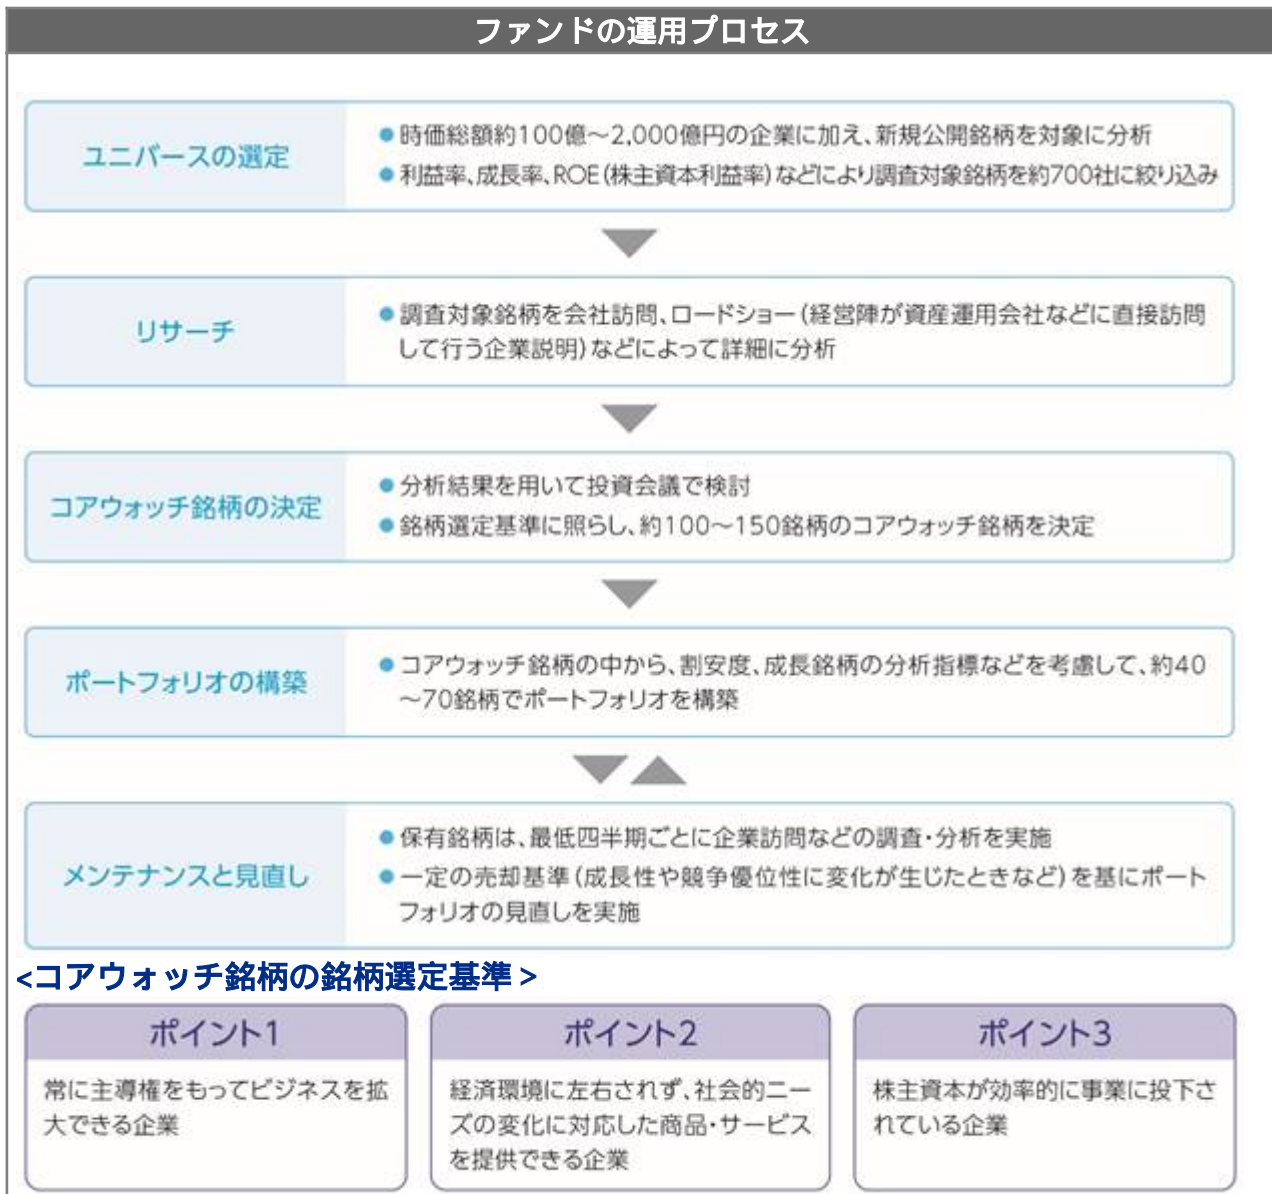 ファンドの運用プロセス
ユニバースの選定
●時価総額約100億～2,000億円の企業に加え、新規公開銘柄を対象に分析
●利益率、成長率、ROE(株主資本利益率)などにより調査対象銘柄を約700社に絞り込み
リサーチ
●調査対象銘柄を会社訪問、ロードショー(経営陣が資産運用会社などに直接訪問
して行う企業説明)などによって詳細に分析
コアウォッチ銘柄の決定
●分析結果を用いて投資会議で検討
●銘柄選定基準に照らし、約100～150銘柄のコアウォッチ銘柄を決定
ポートフォリオの構築
●コアウォッチ銘柄の中から、割安度、成長銘柄の分析指標などを考慮して、約40
～70銘柄でポートフォリオを構築
メンテナンスと見直し
●保有銘柄は、最低四半期ごとに企業訪問などの調査・分析を実施
●一定の売却基準(成長性や競争優位性に変化が生じたときなど)を基にポート
フォリオの見直しを実施
<コアウォッチ銘柄の銘柄選定基準>
ポイント1
常に主導権をもってビジネスを拡
大できる企業
ポイント2
経済環境に左右されず、社会的ニー
ズの変化に対応した商品・サービス
を提供できる企業
ポイント3
株主資本が効率的に事業に投下さ
れている企業